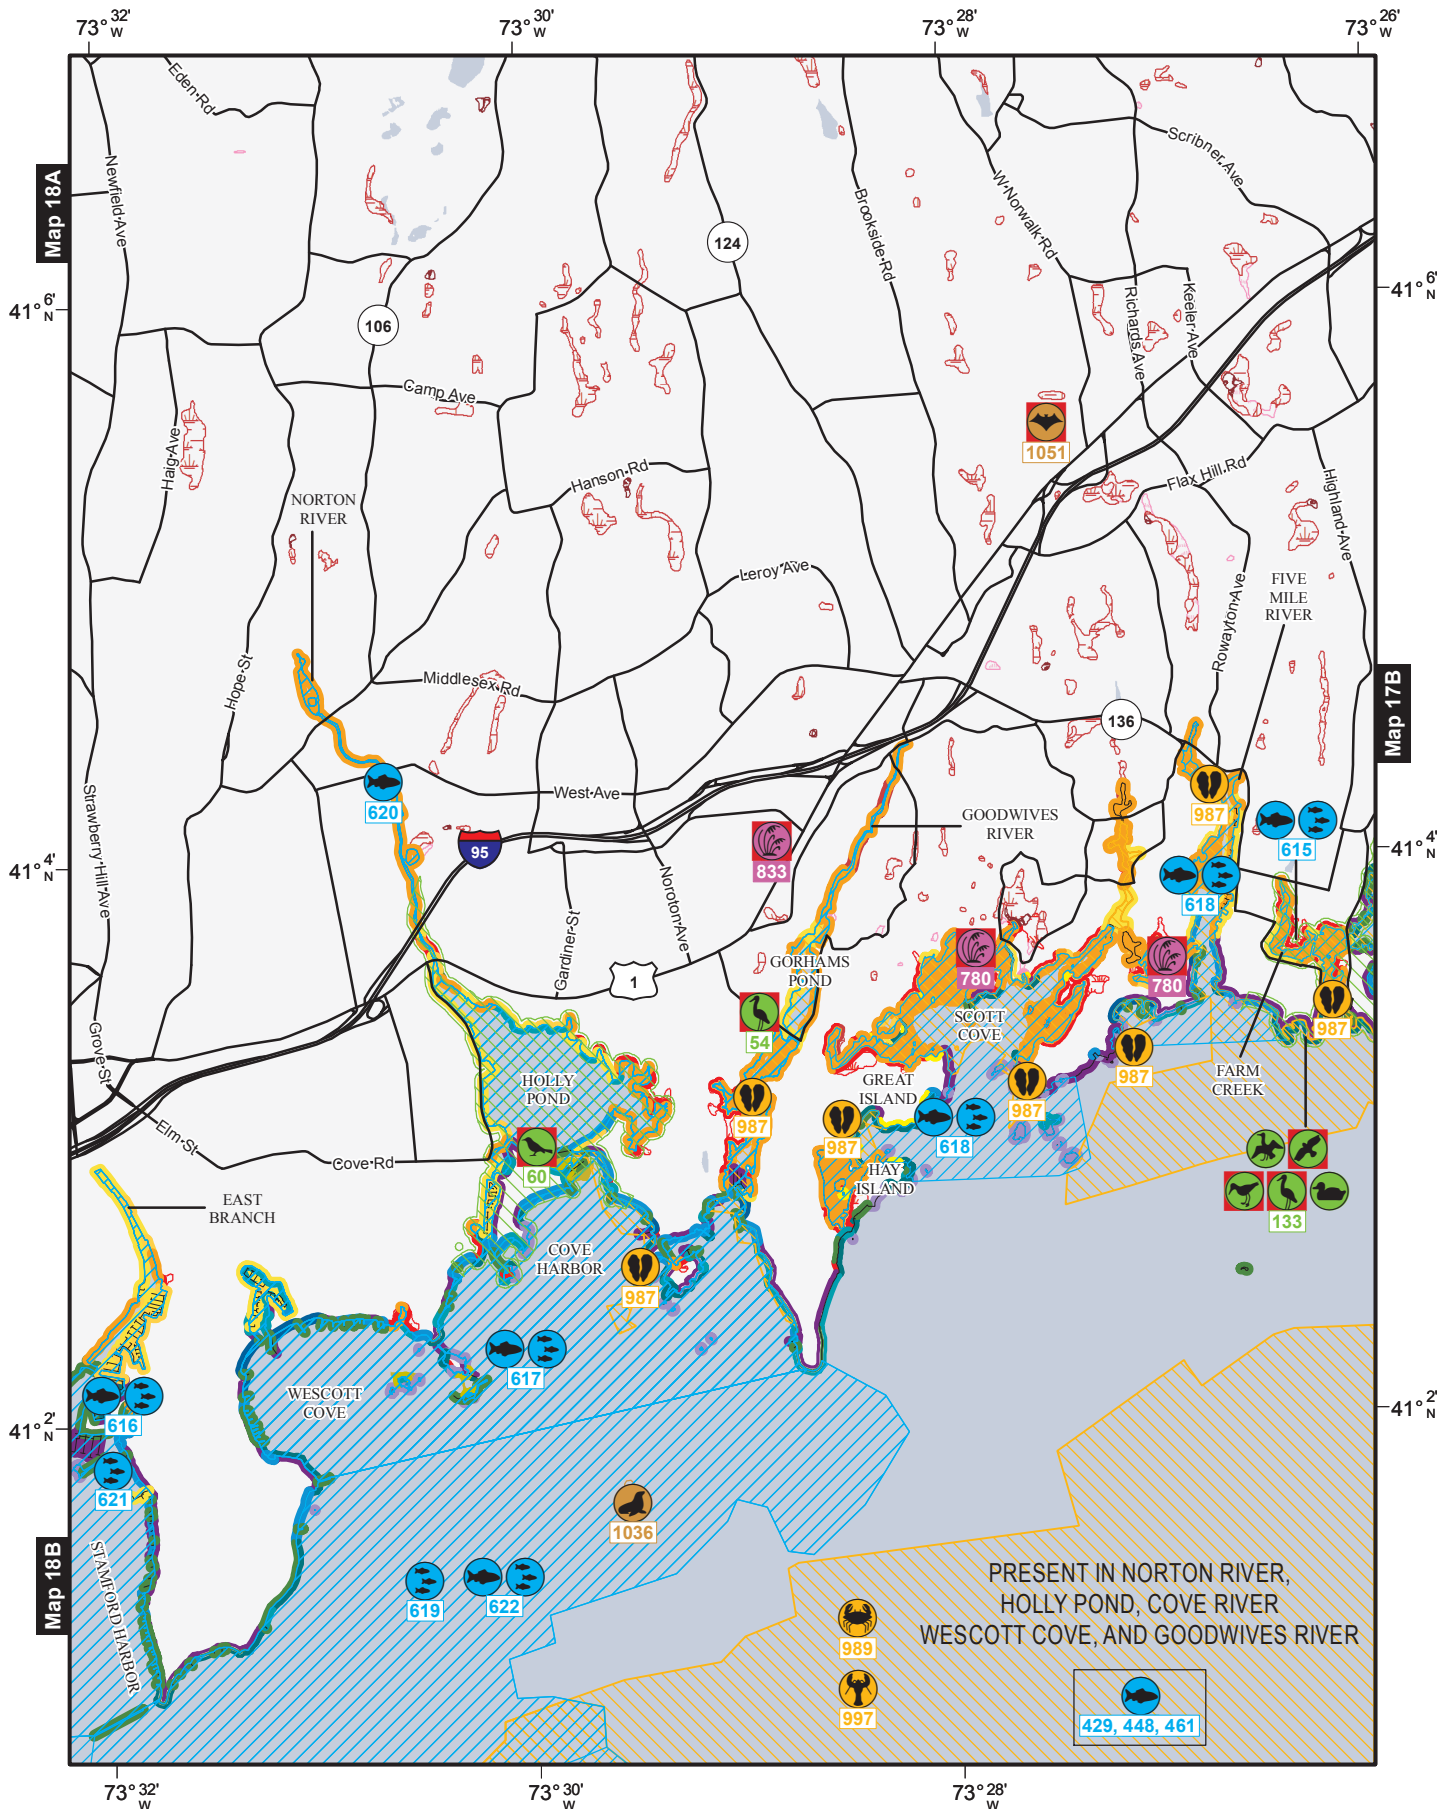 73° 32' W
73° 30' W
73° 28' W
73° 26' W
Eden Rd
Newfield Ave
Map 18A
Scribner Ave
W Norwalk Rd
Brookside Rd
124
41° 6' N
41° 6' N
106
Richards Ave
Keeler Ave
Camp Ave
1051
Haig Ave
Hanson Rd
Flax Hill Rd
Highland Ave
NORTON
RIVER
Leroy Ave
FIVE
MILE
RIVER
Rowayton Ave
Hope St
Middlesex Rd
Map 17B
136
West Ave
620
987
615
GOODWIVES
RIVER
95
833
Strawberry Hill Ave
41° 4' N
41° 4' N
Noroton Ave
Gardiner St
618
1
GORHAMS
POND
780
780
SCOTT
COVE
54
987
Grove St
HOLLY
POND
GREAT
ISLAND
987
FARM
CREEK
987
987
987
618
Elm St
Cove Rd
60
HAY
ISLAND
133
EAST
BRANCH
COVE
HARBOR
987
617
WESCOTT
COVE
616
41° 2' N
41° 2' N
621
1036
STAMFORD HARBOR
Map 18B
619
622
PRESENT IN NORTON RIVER,
HOLLY POND, COVE RIVER
WESCOTT COVE, AND GOODWIVES RIVER
989
997
429, 448, 461
73° 32' W
73° 30' W
73° 28' W